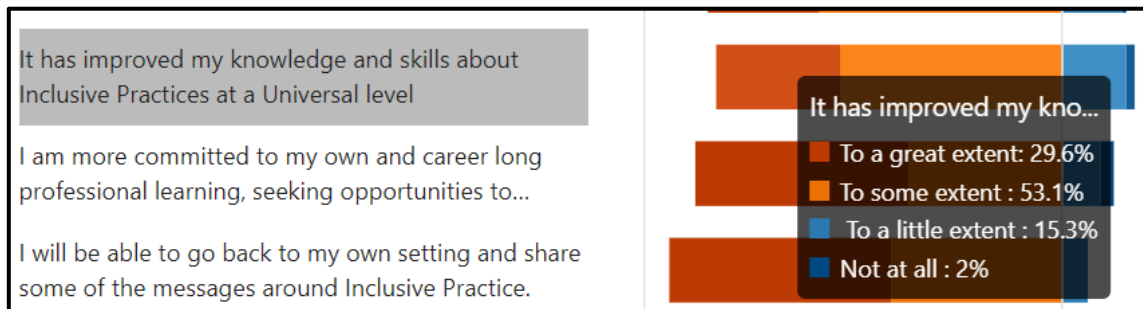 It has improved my knowledge and skills about
Inclusive Practices at a Universal level
I am more committed to my own and career long
professional learning, seeking opportunities to...
I will be able to go back to my own setting and share
some of the messages around Inclusive Practice.
It has improved my kno...
To a great extent: 29.6%
To some extent : 53.1%
To a little extent : 15.3%
Not at all : 2%